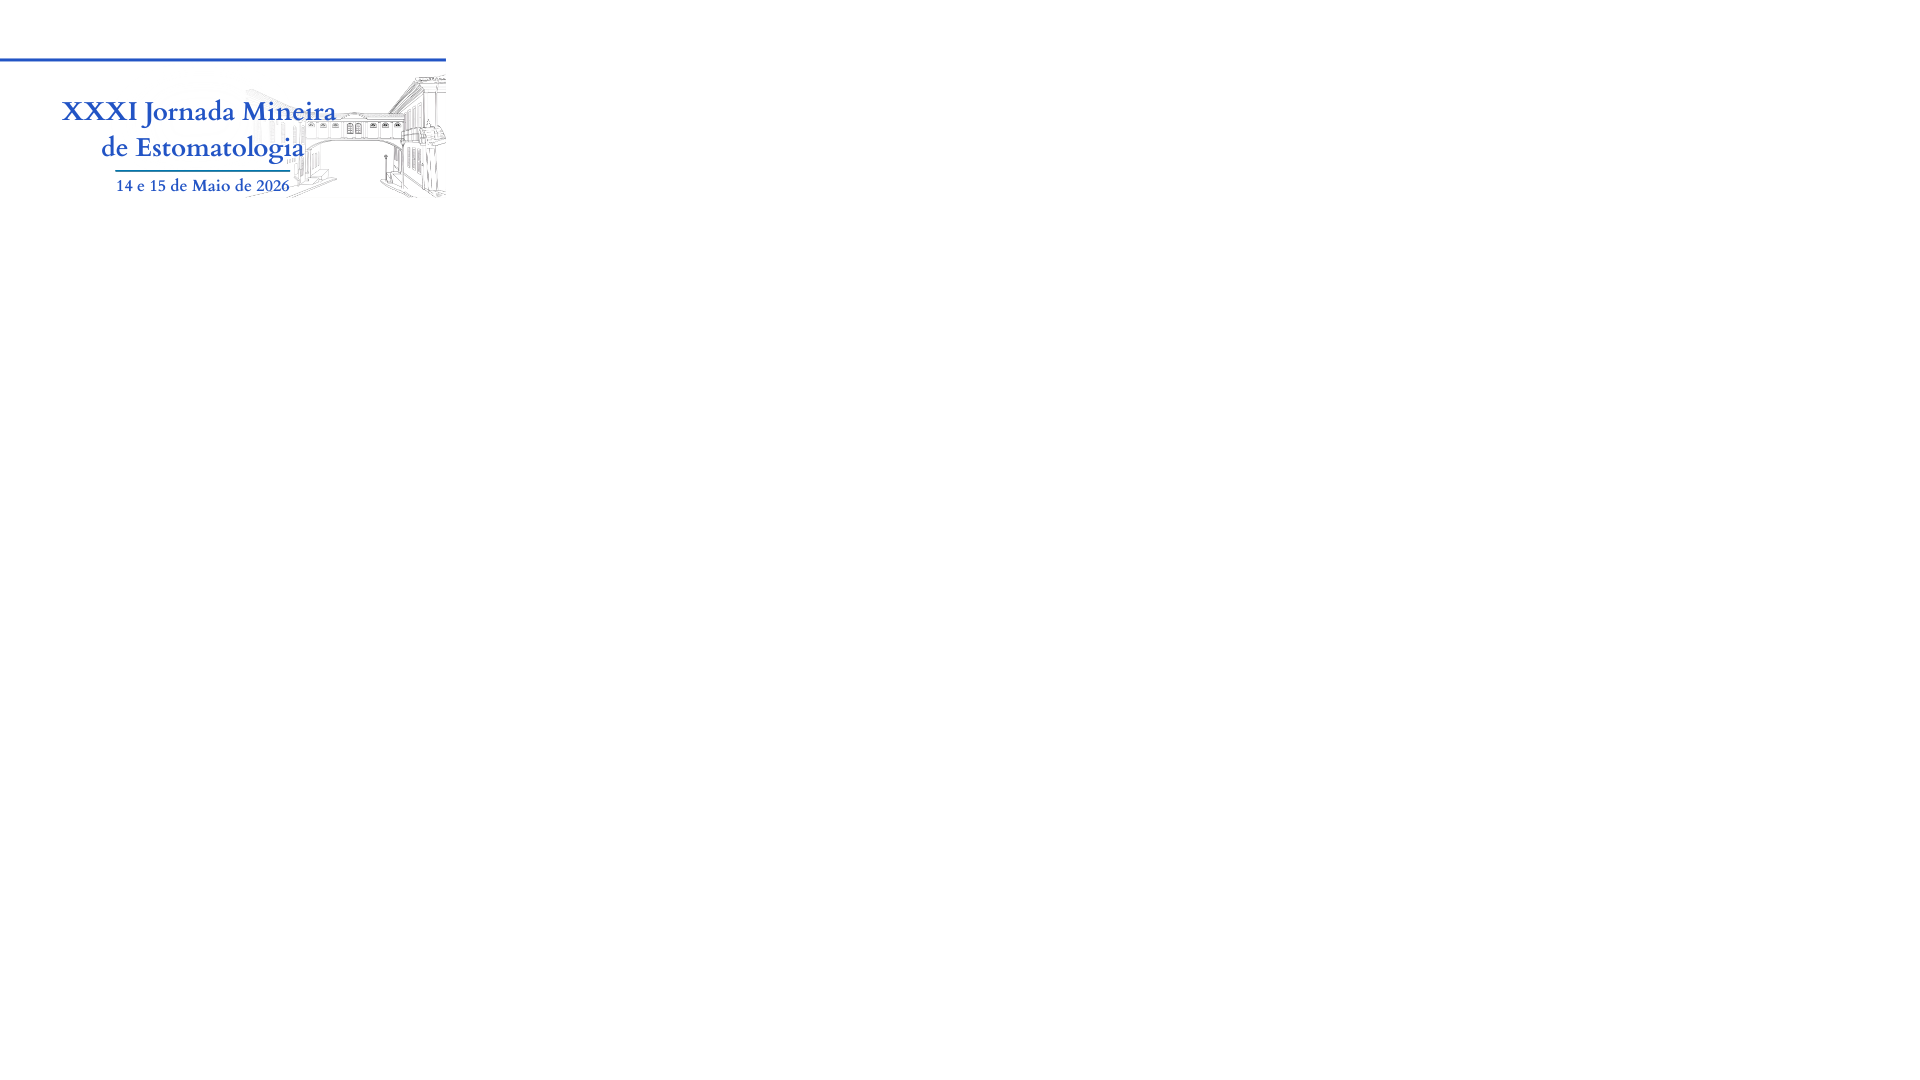 XXXI Jornada Mineira
de Estomatologia
14 e 15 de Maio de 2026